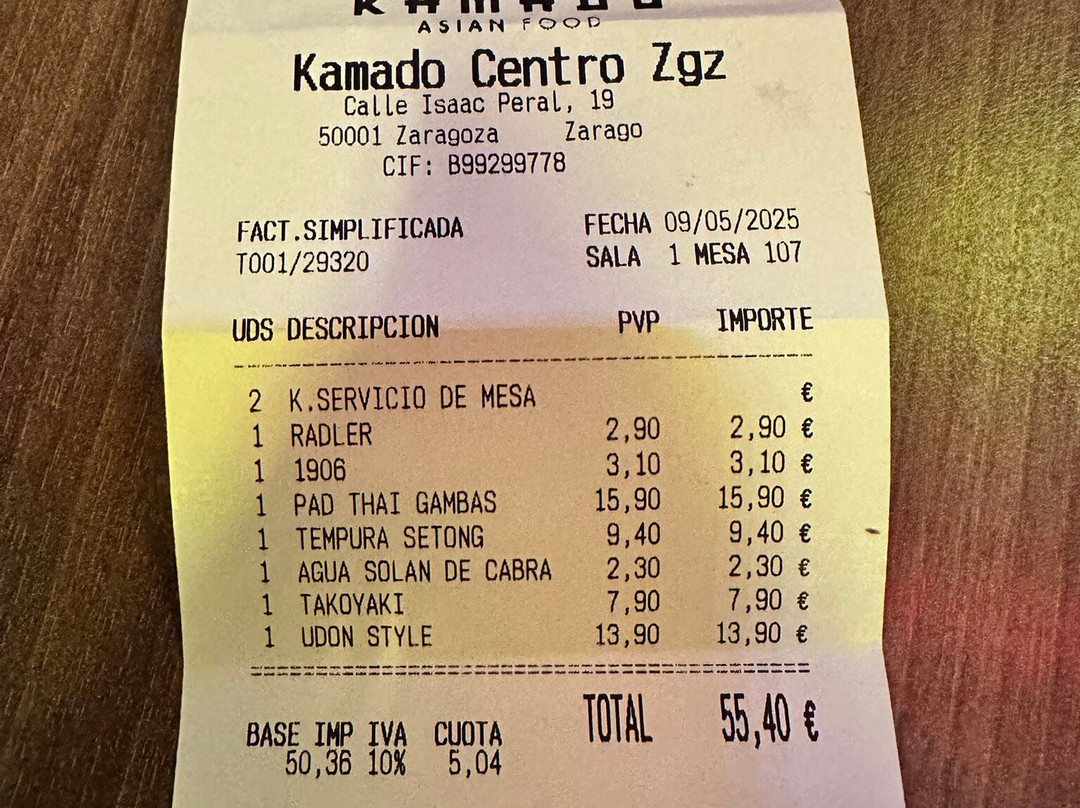 KAMADO
ASIAN FOOD
Kamado Centro Zgz
Calle Isaac Peral, 19
50001 Zaragoza Zarago
CIF: B99299778
FACT.SIMPLIFICADA FECHA 09/05/2025
T001/29320 SALA 1 MESA 107
UDS DESCRIPCION PVP IMPORTE
2 K.SERVICIO DE MESA €
1 RADLER 2,90 2,90 €
1 1906 3,10 3,10 €
1 PAD THAI GAMBAS 15,90 15,90 €
1 TEMPURA SETONG 9,40 9,40 €
1 AGUA SOLAN DE CABRA 2,30 2,30 €
1 TAKOYAKI 7,90 7,90 €
1 UDON STYLE 13,90 13,90 €
TOTAL 55,40 €
BASE IMP IVA CUOTA
50,36 10% 5,04